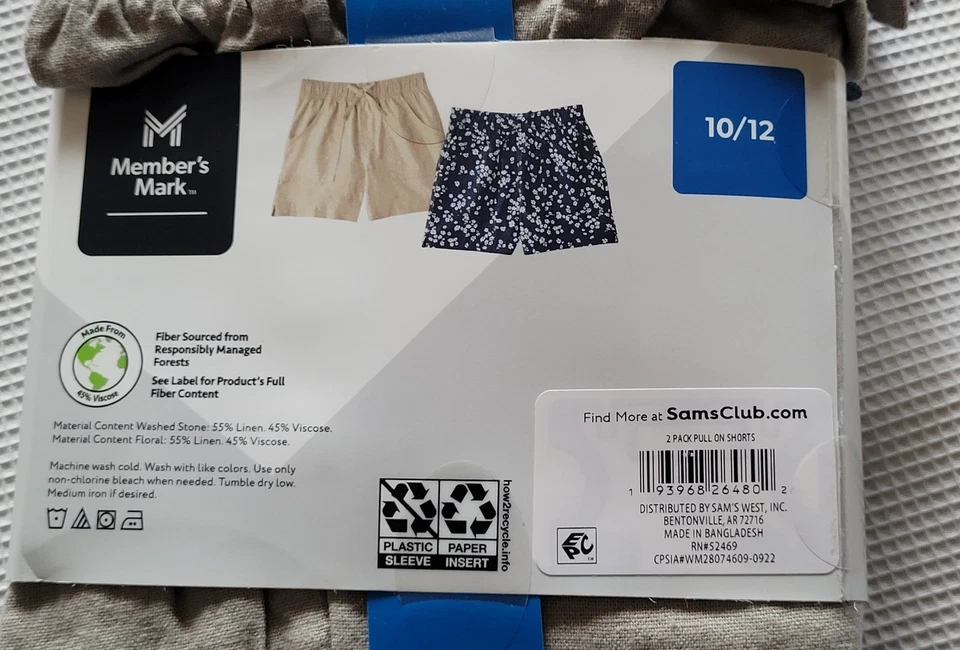 Member's
Mark™
10/12
Made From
45% Viscose
Fiber Sourced from
Responsibly Managed
Forests
See Label for Product's Full
Fiber Content
Material Content Washed Stone: 55% Linen. 45% Viscose.
Material Content Floral: 55% Linen. 45% Viscose.
Machine wash cold. Wash with like colors. Use only
non-chlorine bleach when needed. Tumble dry low.
Medium iron if desired.
PLASTIC
SLEEVE
PAPER
INSERT
how2recycle.info
Find More at SamsClub.com
2 PACK PULL ON SHORTS
1 93968 26480 2
DISTRIBUTED BY SAM'S WEST, INC.
BENTONVILLE, AR 72716
MADE IN BANGLADESH
RN#52469
CPSIA#WM28074609-0922
EPC™